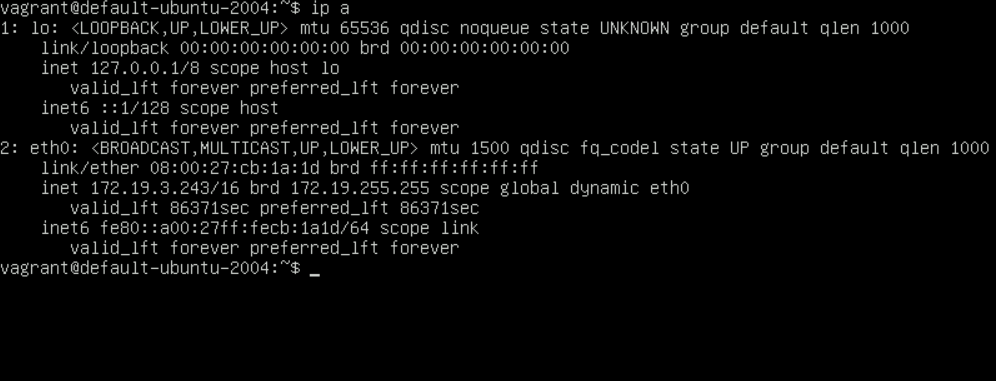 vagrant@default-ubuntu-2004:~$ ip a
1: lo: <LOOPBACK,UP,LOWER_UP> mtu 65536 qdisc noqueue state UNKNOWN group default qlen 1000
    link/loopback 00:00:00:00:00:00 brd 00:00:00:00:00:00
    inet 127.0.0.1/8 scope host lo
       valid_lft forever preferred_lft forever
    inet6 ::1/128 scope host
       valid_lft forever preferred_lft forever
2: eth0: <BROADCAST,MULTICAST,UP,LOWER_UP> mtu 1500 qdisc fq_codel state UP group default qlen 1000
    link/ether 08:00:27:cb:1a:1d brd ff:ff:ff:ff:ff:ff
    inet 172.19.3.243/16 brd 172.19.255.255 scope global dynamic eth0
       valid_lft 86371sec preferred_lft 86371sec
    inet6 fe80::a00:27ff:fecb:1a1d/64 scope link
       valid_lft forever preferred_lft forever
vagrant@default-ubuntu-2004:~$ _